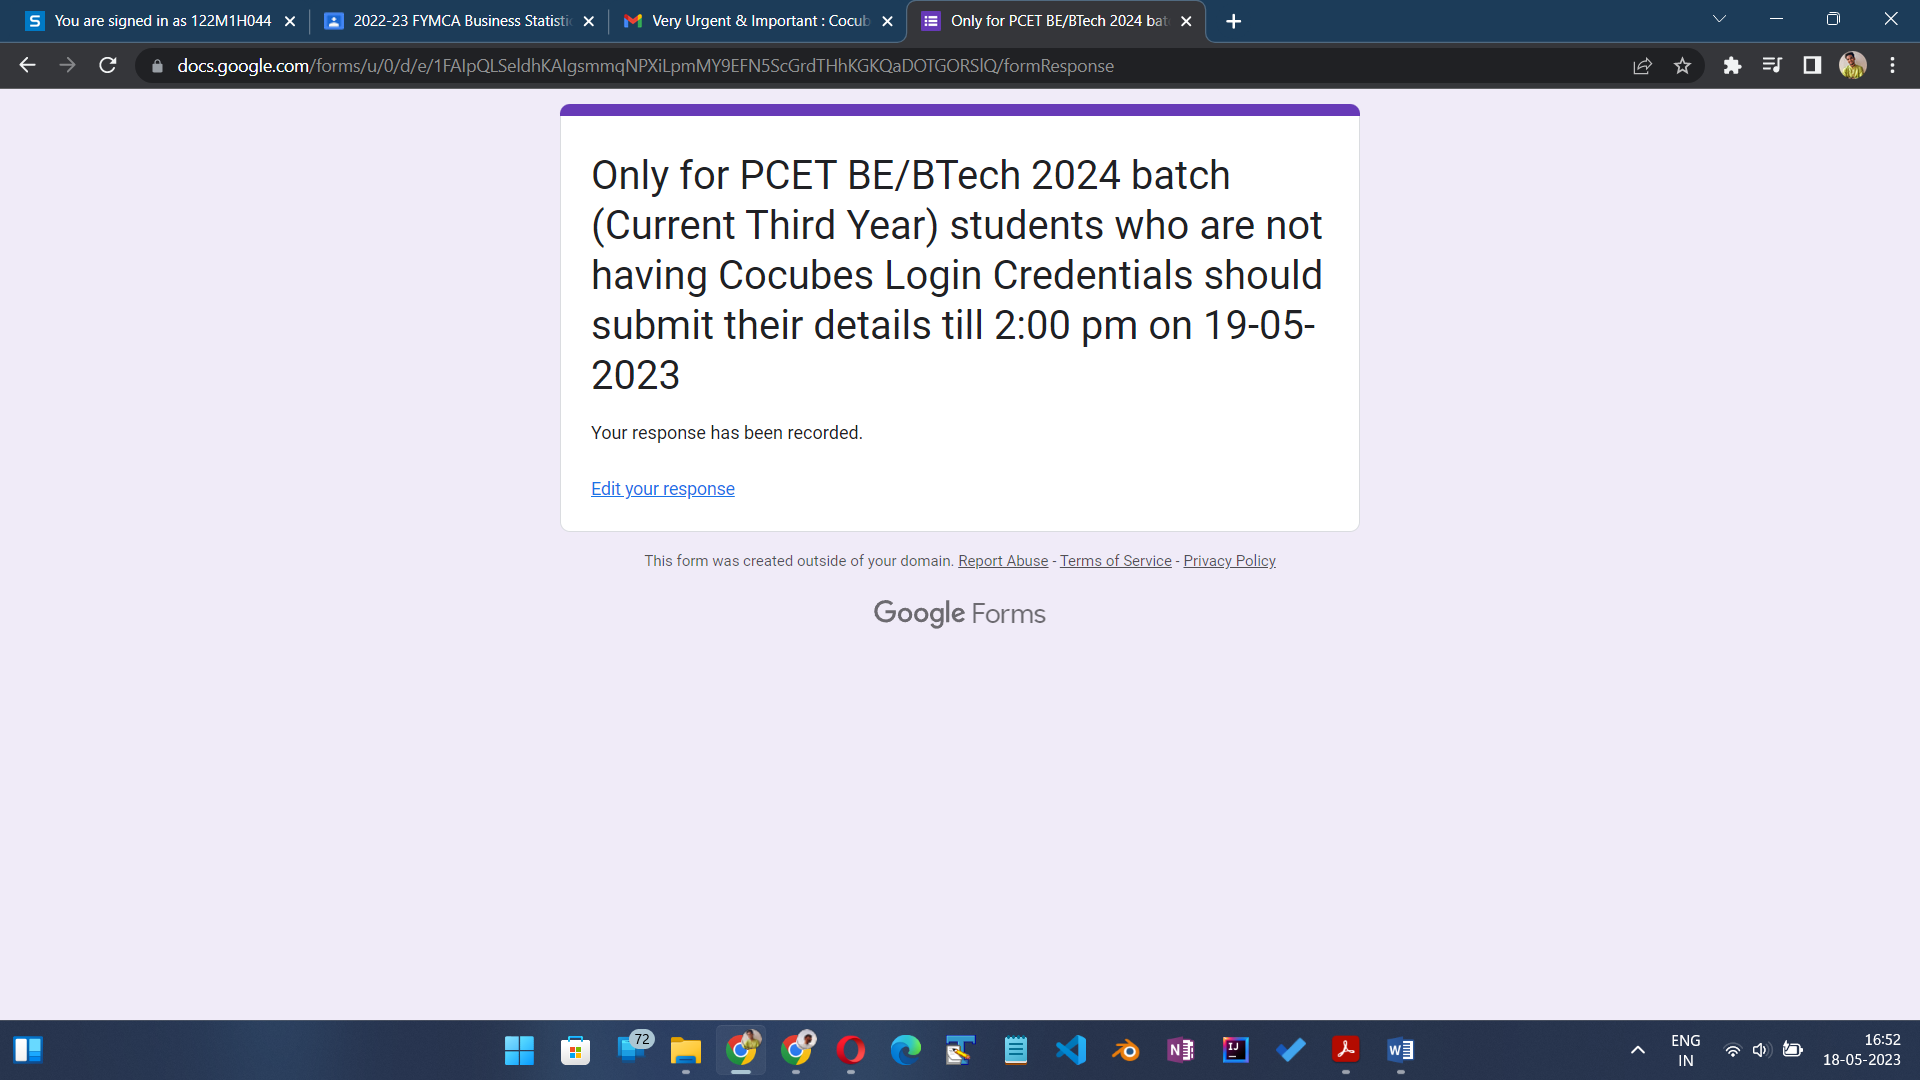 You are signed in as 122M1H044
2022-23 FYMCA Business Statisti
Very Urgent & Important : Cocub
Only for PCET BE/BTech 2024 bat
docs.google.com/forms/u/0/d/e/1FAIpQLSeldhKAIgsmmqNPXiLpmMY9EFN5ScGrdTHhKGKQaDOTGORSlQ/formResponse
Only for PCET BE/BTech 2024 batch
(Current Third Year) students who are not
having Cocubes Login Credentials should
submit their details till 2:00 pm on 19-05-
2023
Your response has been recorded.
Edit your response
This form was created outside of your domain. Report Abuse - Terms of Service - Privacy Policy
Google Forms
72
ENG
IN
16:52
18-05-2023